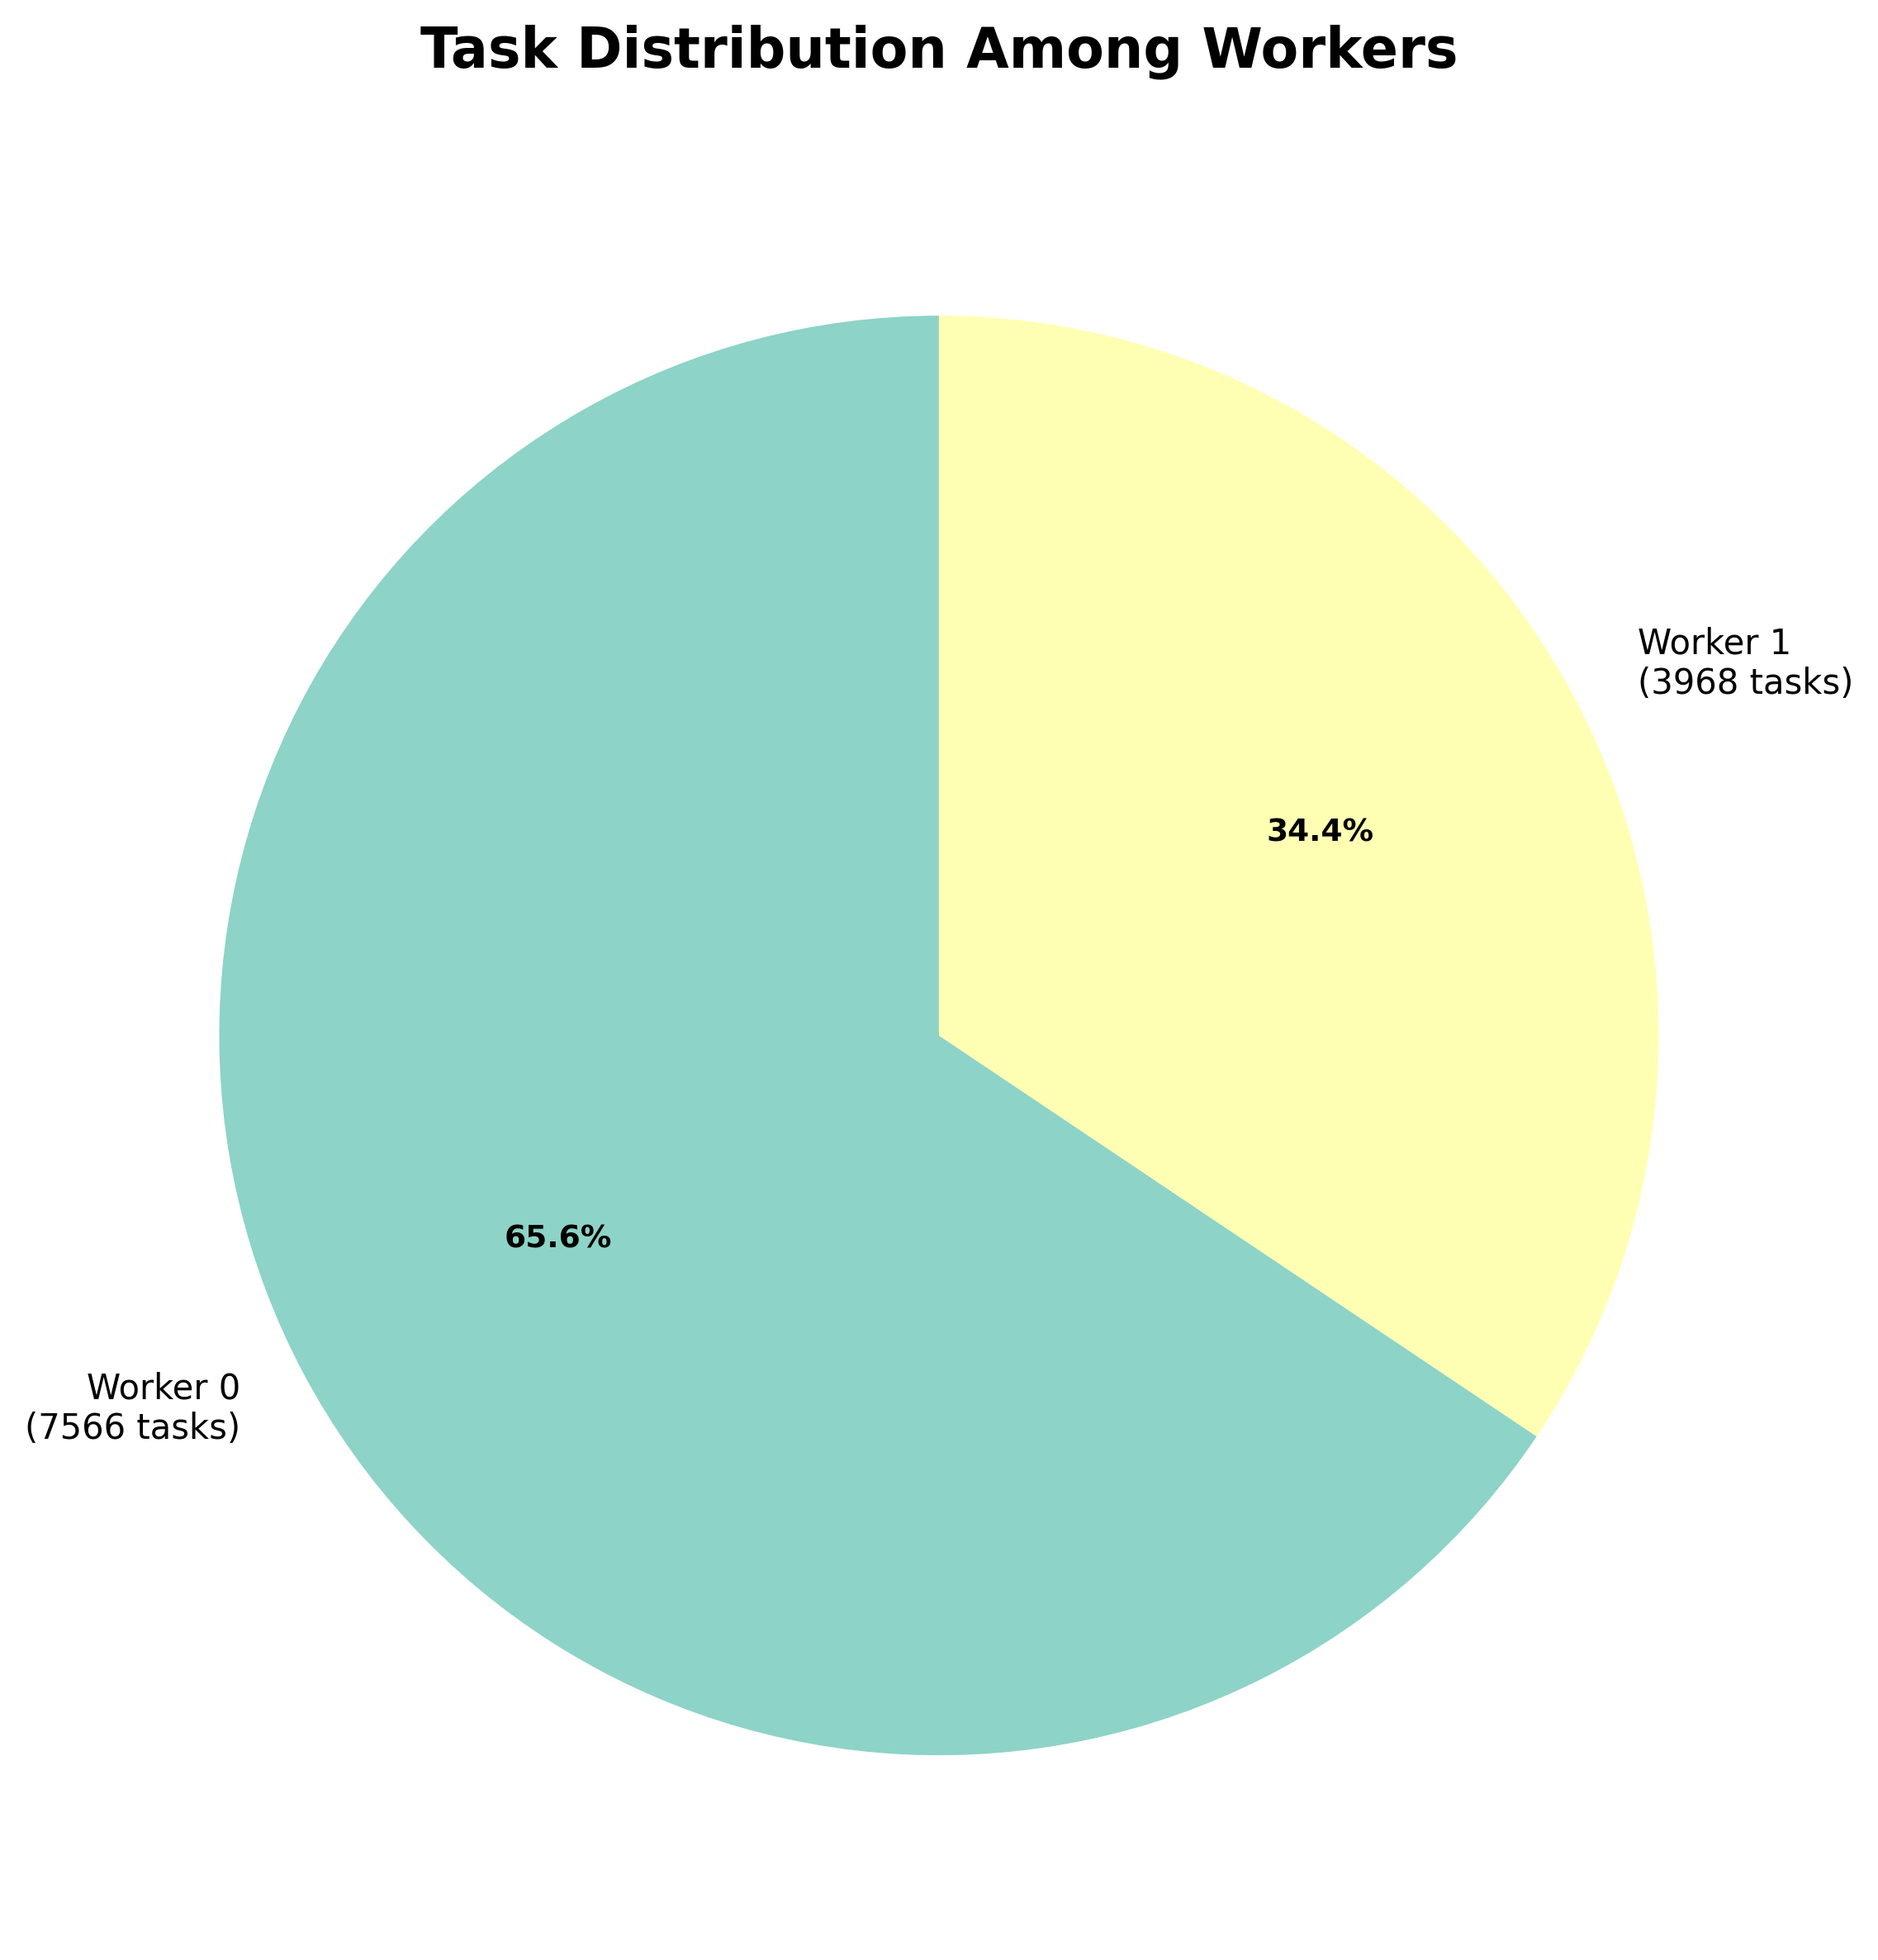 Task Distribution Among Workers
Worker 1
(3968 tasks)
34.4%
65.6%
Worker 0
(7566 tasks)